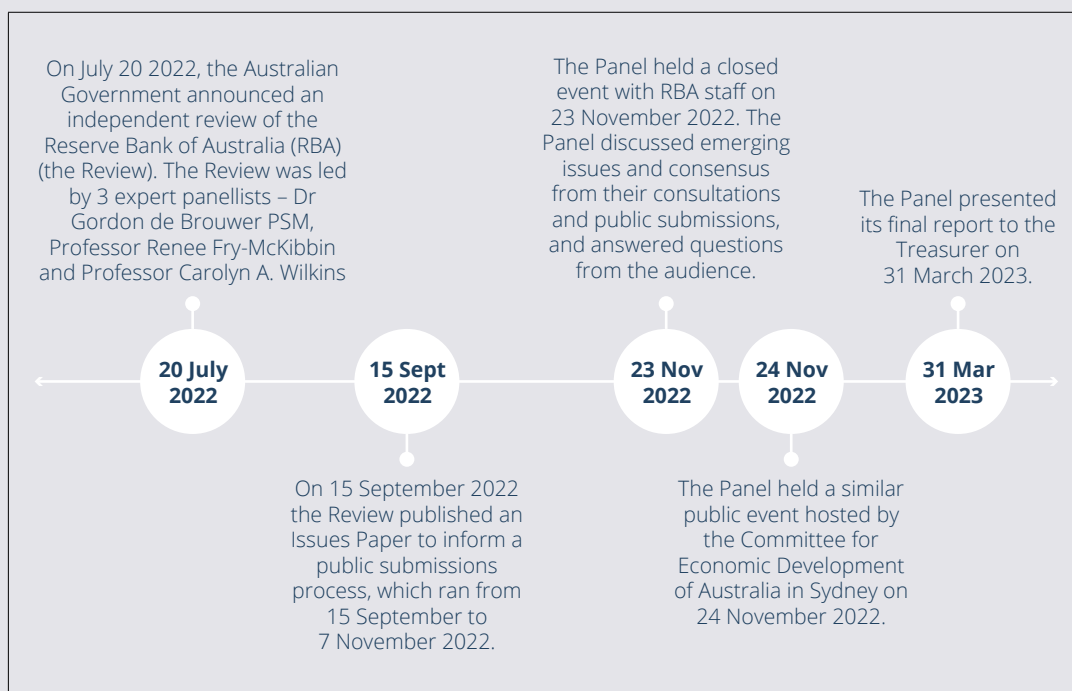 On July 20 2022, the Australian
Government announced an
independent review of the
Reserve Bank of Australia (RBA)
(the Review). The Review was led
by 3 expert panellists – Dr
Gordon de Brouwer PSM,
Professor Renee Fry-McKibbin
and Professor Carolyn A. Wilkins
The Panel held a closed
event with RBA staff on
23 November 2022. The
Panel discussed emerging
issues and consensus
from their consultations
and public submissions,
and answered questions
from the audience.
The Panel presented
its final report to the
Treasurer on
31 March 2023.
20 July
2022
15 Sept
2022
23 Nov
2022
24 Nov
2022
31 Mar
2023
On 15 September 2022
the Review published an
Issues Paper to inform a
public submissions
process, which ran from
15 September to
7 November 2022.
The Panel held a similar
public event hosted by
the Committee for
Economic Development
of Australia in Sydney on
24 November 2022.